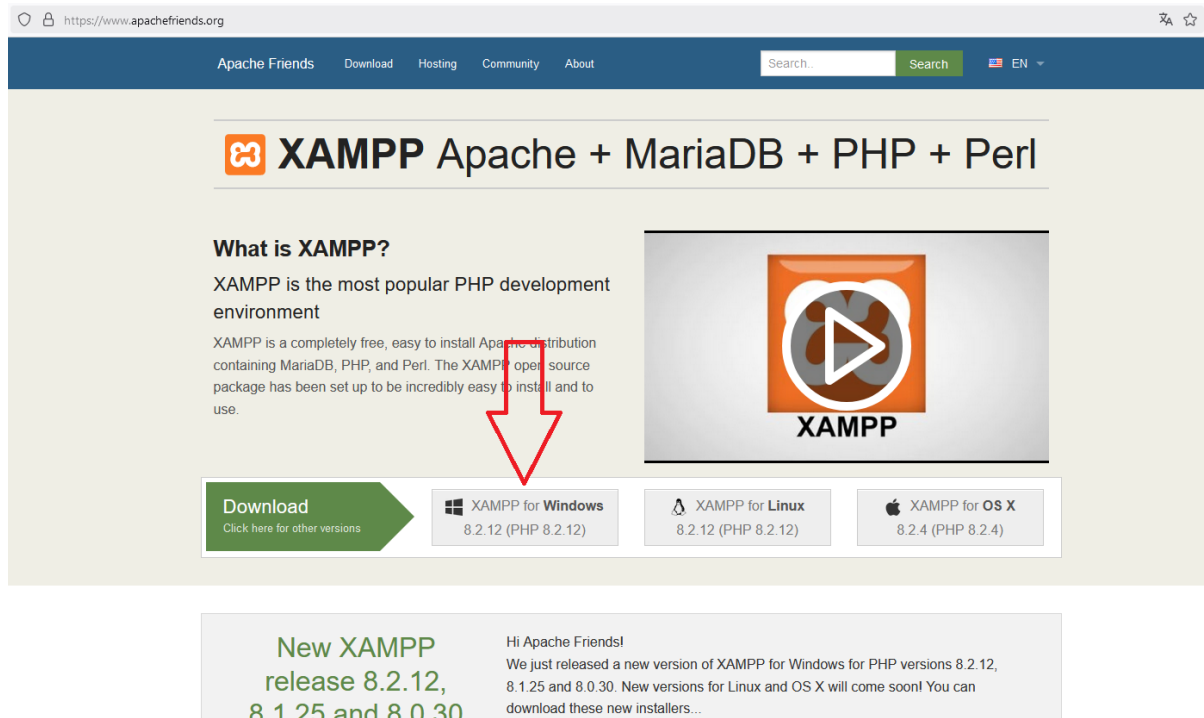 https://www.apachefriends.org
Apache Friends Download Hosting Community About Search.. Search EN
XAMPP Apache + MariaDB + PHP + Perl
What is XAMPP?
XAMPP is the most popular PHP development
environment
XAMPP is a completely free, easy to install Apache distribution
containing MariaDB, PHP, and Perl. The XAMPP open source
package has been set up to be incredibly easy to install and to
use.
XAMPP
Download
Click here for other versions
XAMPP for Windows
8.2.12 (PHP 8.2.12)
XAMPP for Linux
8.2.12 (PHP 8.2.12)
XAMPP for OS X
8.2.4 (PHP 8.2.4)
New XAMPP
release 8.2.12,
8.1.25 and 8.0.30
Hi Apache Friends!
We just released a new version of XAMPP for Windows for PHP versions 8.2.12,
8.1.25 and 8.0.30. New versions for Linux and OS X will come soon! You can
download these new installers...